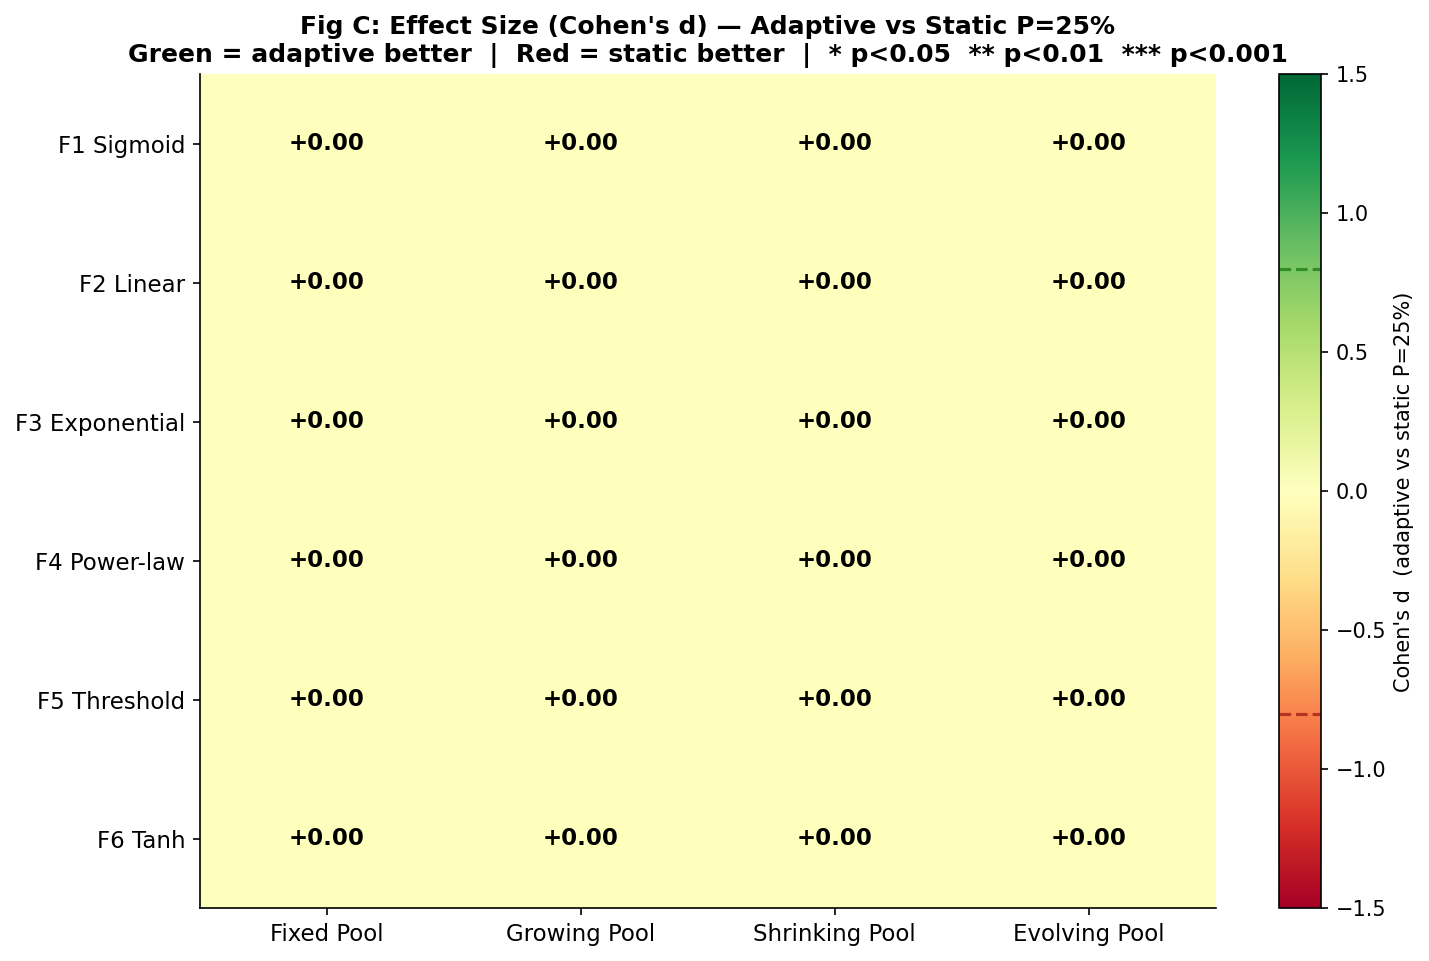 Fig C: Effect Size (Cohen's d) — Adaptive vs Static P=25%
Green = adaptive better | Red = static better | * p<0.05 ** p<0.01 *** p<0.001
F1 Sigmoid +0.00 +0.00 +0.00 +0.00
F2 Linear +0.00 +0.00 +0.00 +0.00
F3 Exponential +0.00 +0.00 +0.00 +0.00
F4 Power-law +0.00 +0.00 +0.00 +0.00
F5 Threshold +0.00 +0.00 +0.00 +0.00
F6 Tanh +0.00 +0.00 +0.00 +0.00
Fixed Pool Growing Pool Shrinking Pool Evolving Pool
1.5
1.0
0.5
0.0
−0.5
−1.0
−1.5
Cohen's d (adaptive vs static P=25%)